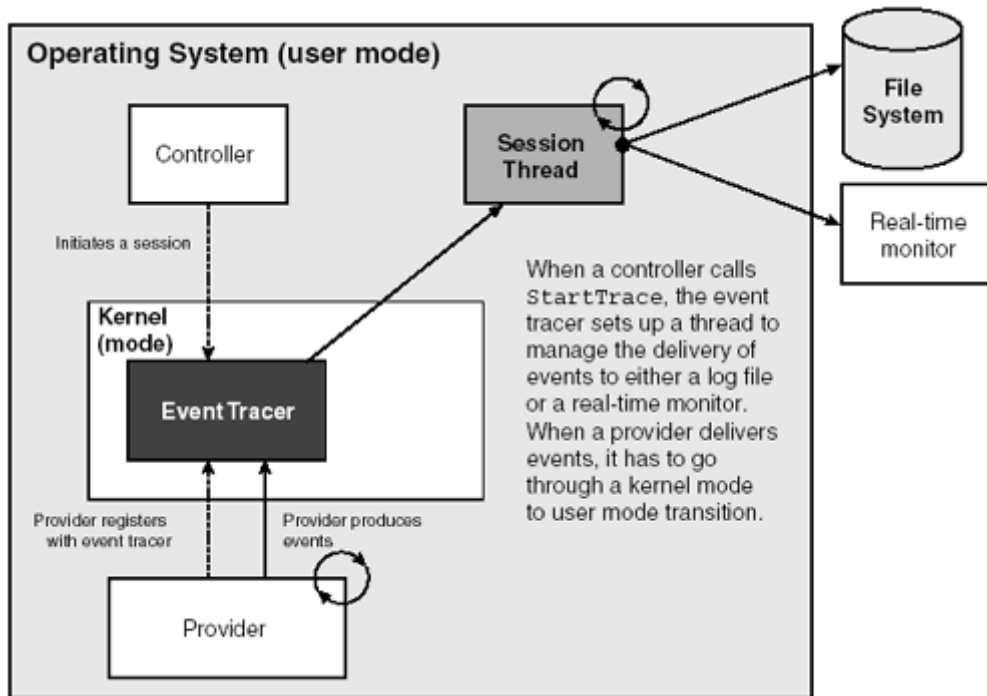 Operating System (user mode)
File
System
Controller
Session
Thread
Real-time
monitor
Initiates a session
When a controller calls
StartTrace, the event
tracer sets up a thread to
manage the delivery of
events to either a log file
or a real-time monitor.
When a provider delivers
events, it has to go
through a kernel mode
to user mode transition.
Kernel
(mode)
Event Tracer
Provider registers
with event tracer
Provider produces
events
Provider